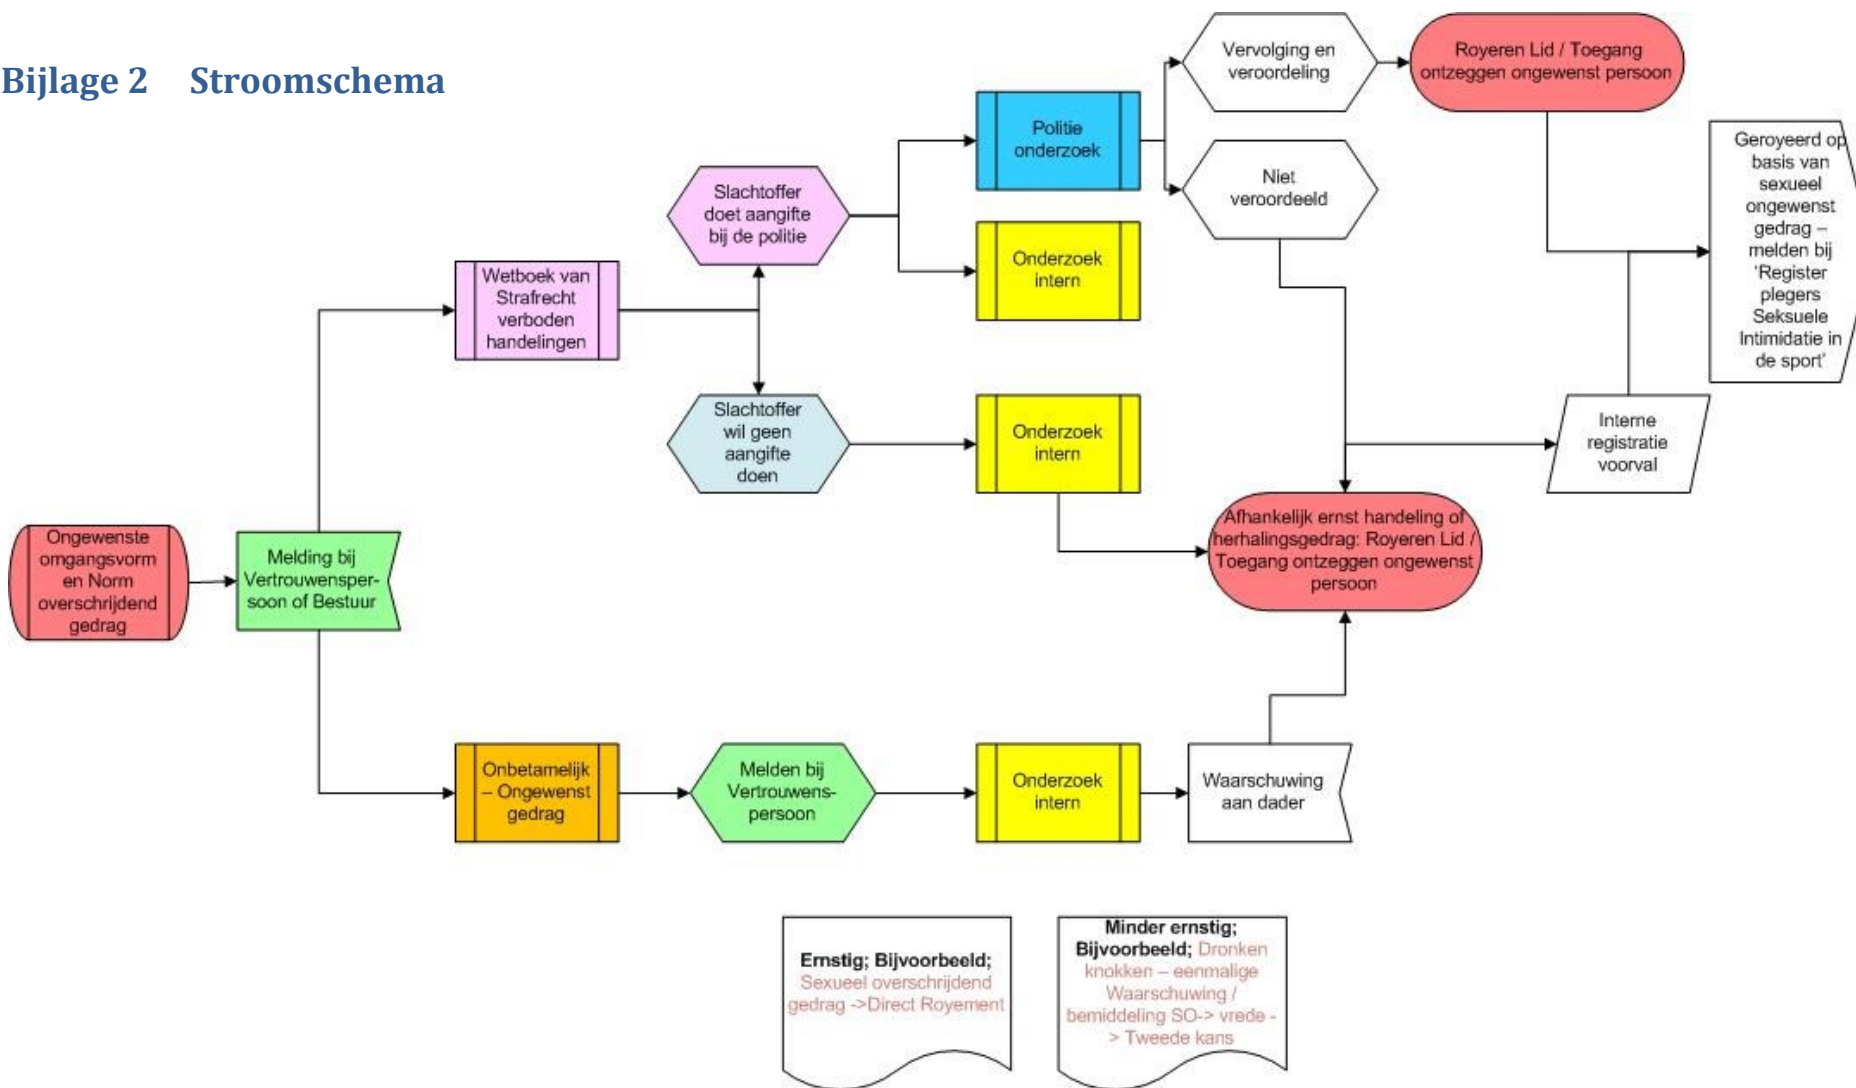 Bijlage 2 Stroomschema
Vervolging en
veroordeling
Royeren Lid / Toegang
ontzeggen ongewenst persoon
Politie
onderzoek
Geroyeerd op
basis van
sexueel
ongewenst
gedrag –
melden bij
'Register
plegers
Seksuele
Intimidatie in
de sport'
Slachtoffer
doet aangifte
bij de politie
Niet
veroordeeld
Onderzoek
intern
Wetboek van
Strafrecht
verboden
handelingen
Slachtoffer
wil geen
aangifte
doen
Onderzoek
intern
Interne
registratie
voorval
Ongewenste
omgangsvorm
en Norm
overschrijdend
gedrag
Melding bij
Vertrouwensper-
soon of Bestuur
Afhankelijk ernst handeling of
herhalingsgedrag: Royeren Lid /
Toegang ontzeggen ongewenst
persoon
Onbetamelijk
– Ongewenst
gedrag
Melden bij
Vertrouwens-
persoon
Onderzoek
intern
Waarschuwing
aan dader
Ernstig; Bijvoorbeeld;
Sexueel overschrijdend
gedrag ->Direct Royement
Minder ernstig;
Bijvoorbeeld; Dronken
knokken – eenmalige
Waarschuwing /
bemiddeling SO-> vrede -
> Tweede kans